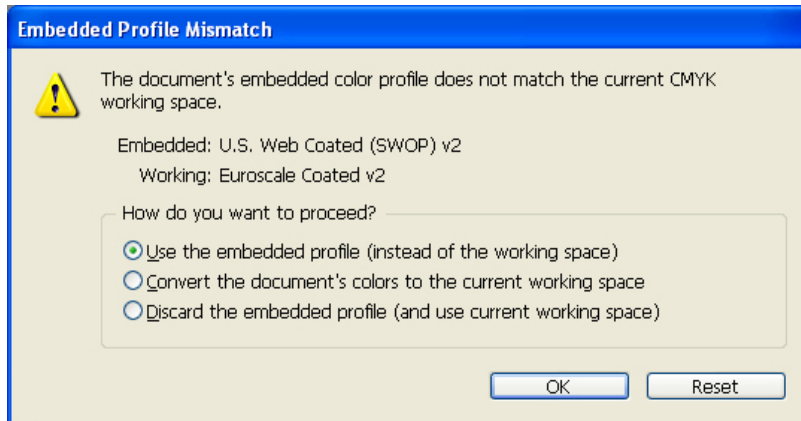 Embedded Profile Mismatch
The document's embedded color profile does not match the current CMYK
working space.
Embedded: U.S. Web Coated (SWOP) v2
Working: Euroscale Coated v2
How do you want to proceed?
Use the embedded profile (instead of the working space)
Convert the document's colors to the current working space
Discard the embedded profile (and use current working space)
OK Reset